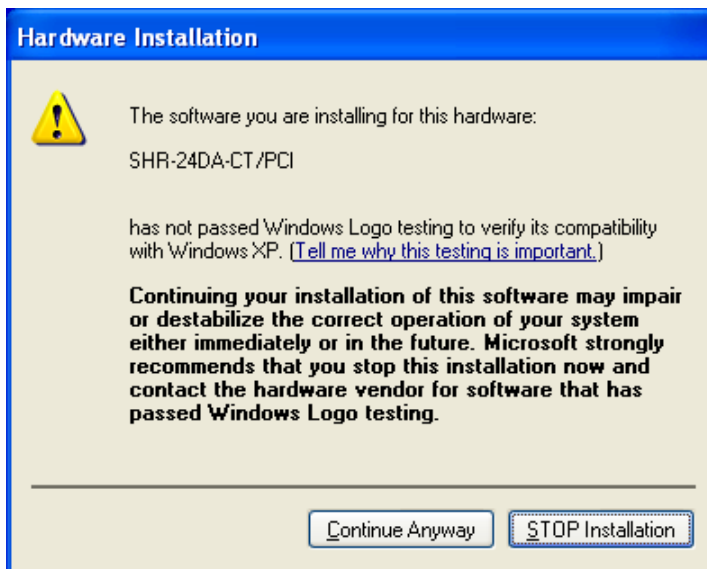 Hardware Installation
The software you are installing for this hardware:
SHR-24DA-CT/PCI
has not passed Windows Logo testing to verify its compatibility
with Windows XP. (Tell me why this testing is important.)
Continuing your installation of this software may impair
or destabilize the correct operation of your system
either immediately or in the future. Microsoft strongly
recommends that you stop this installation now and
contact the hardware vendor for software that has
passed Windows Logo testing.
Continue Anyway
STOP Installation